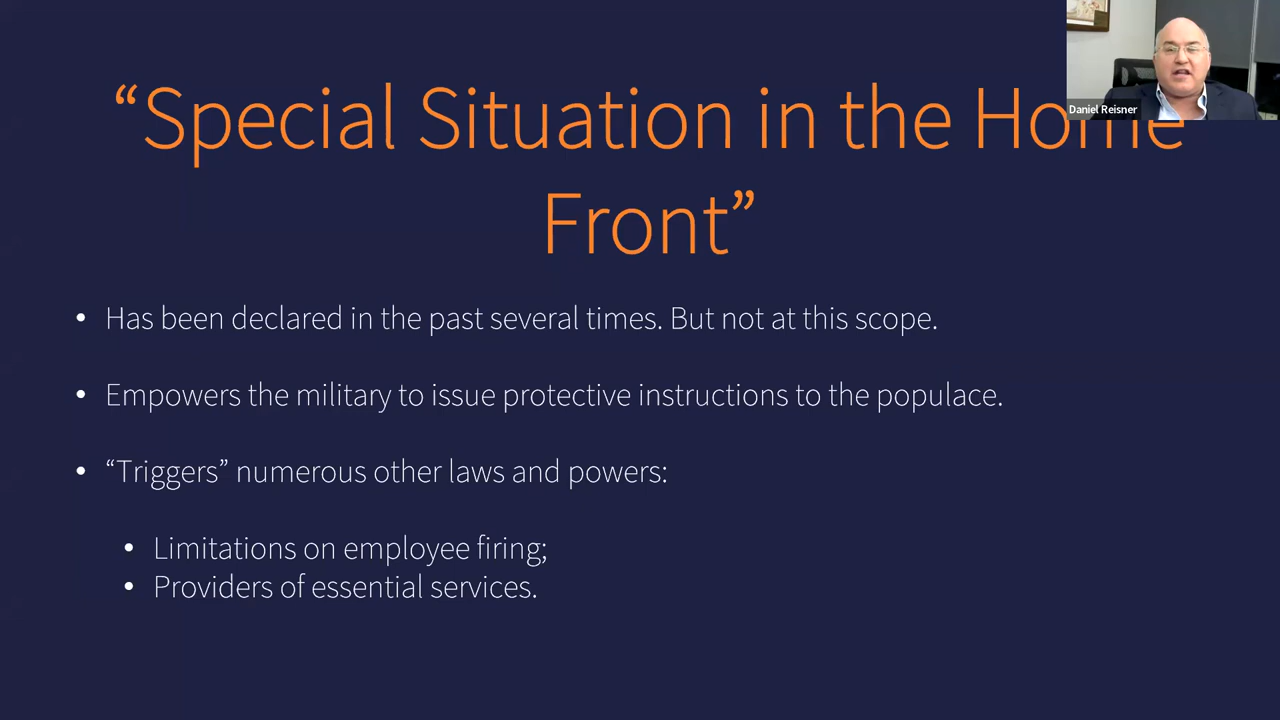 “Special Situation in the Home
Front”
Daniel Reisner
• Has been declared in the past several times. But not at this scope.
• Empowers the military to issue protective instructions to the populace.
• “Triggers” numerous other laws and powers:
• Limitations on employee firing;
• Providers of essential services.